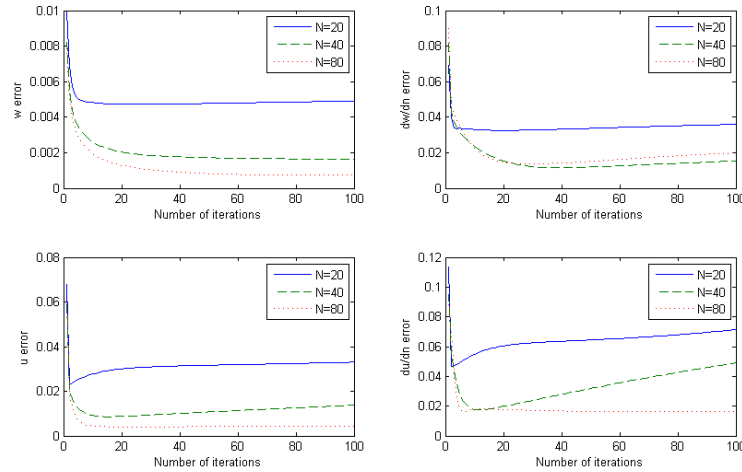 0.01
0.008
0.006
0.004
0.002
0
w error
0
20
40
60
80
100
Number of iterations
N=20
N=40
N=80
0.1
0.08
0.06
0.04
0.02
0
dw/dn error
0
20
40
60
80
100
Number of iterations
N=20
N=40
N=80
0.08
0.06
0.04
0.02
0
u error
0
20
40
60
80
100
Number of iterations
N=20
N=40
N=80
0.12
0.1
0.08
0.06
0.04
0.02
0
du/dn error
0
20
40
60
80
100
Number of iterations
N=20
N=40
N=80